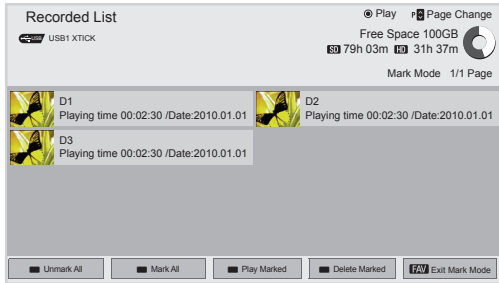 Recorded List
Play P Page Change
USB1 XTICK
Free Space 100GB
SD 79h 03m HD 31h 37m
Mark Mode 1/1 Page
D1
Playing time 00:02:30 /Date:2010.01.01
D2
Playing time 00:02:30 /Date:2010.01.01
D3
Playing time 00:02:30 /Date:2010.01.01
Unmark All
Mark All
Play Marked
Delete Marked
FAV Exit Mark Mode